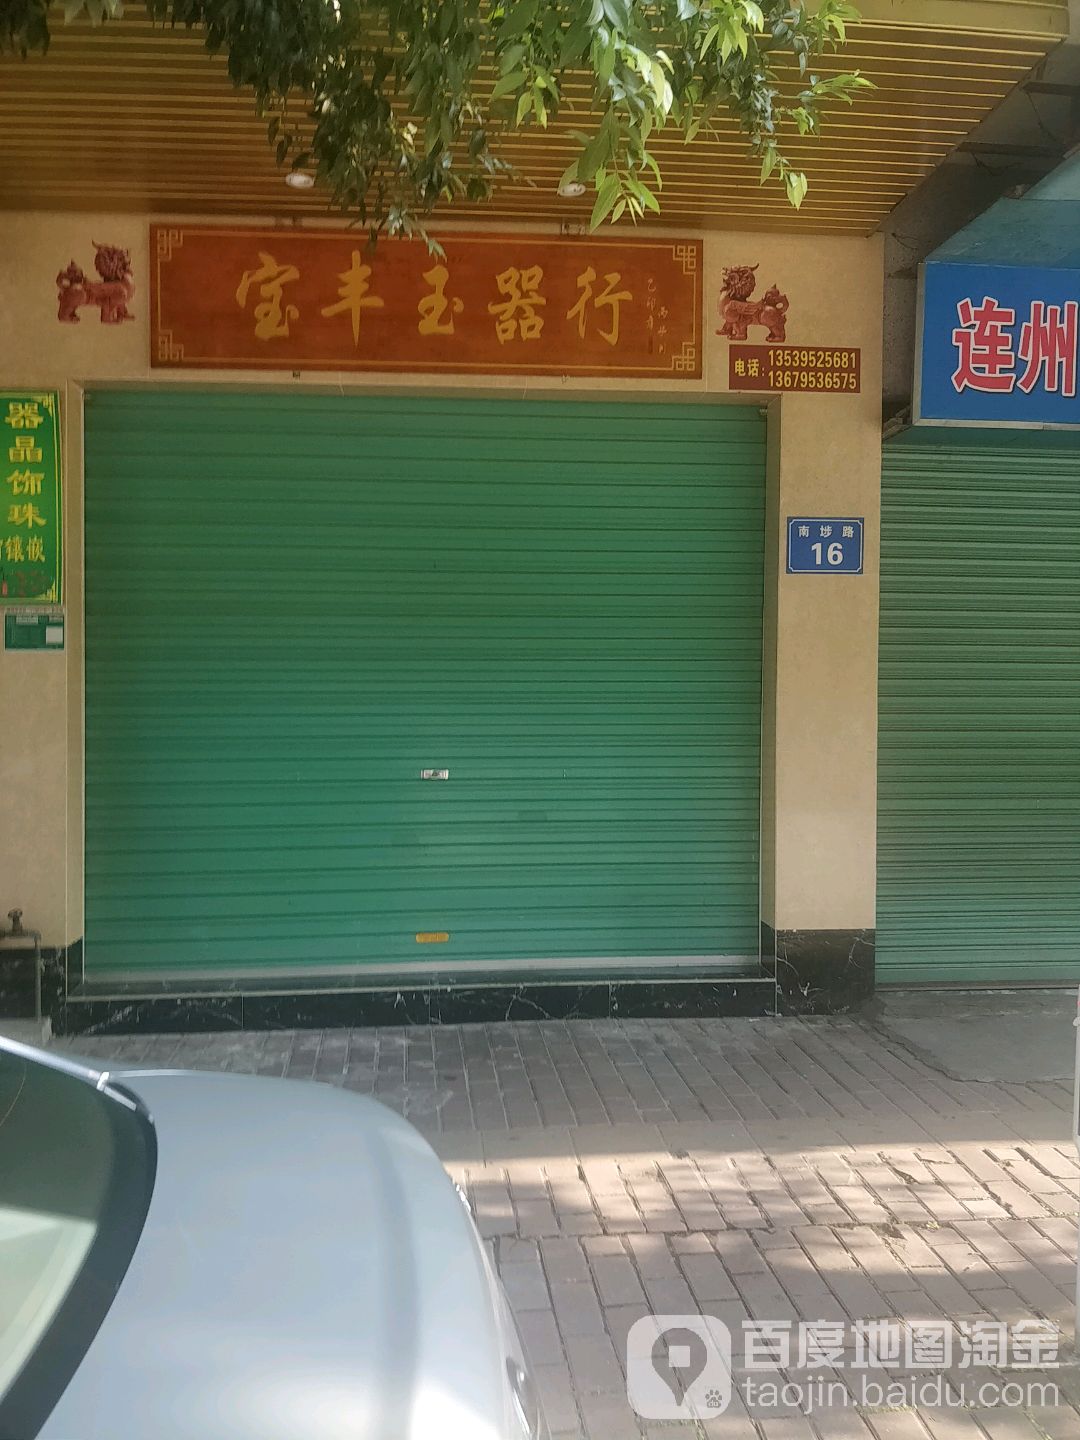 宝丰玉器行
电话: 13539525681
13679536575
连州
南埗路
16
器
晶
饰
珠
镶嵌
百度地图淘金
taojin.baidu.com